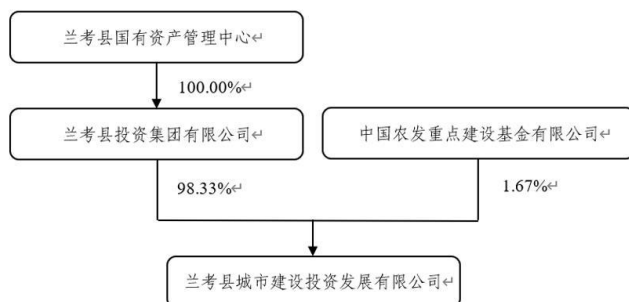 兰考县国有资产管理中心↵
100.00%↵
兰考县投资集团有限公司↵
中国农发重点建设基金有限公司↵
98.33%↵
1.67%↵
兰考县城市建设投资发展有限公司↵